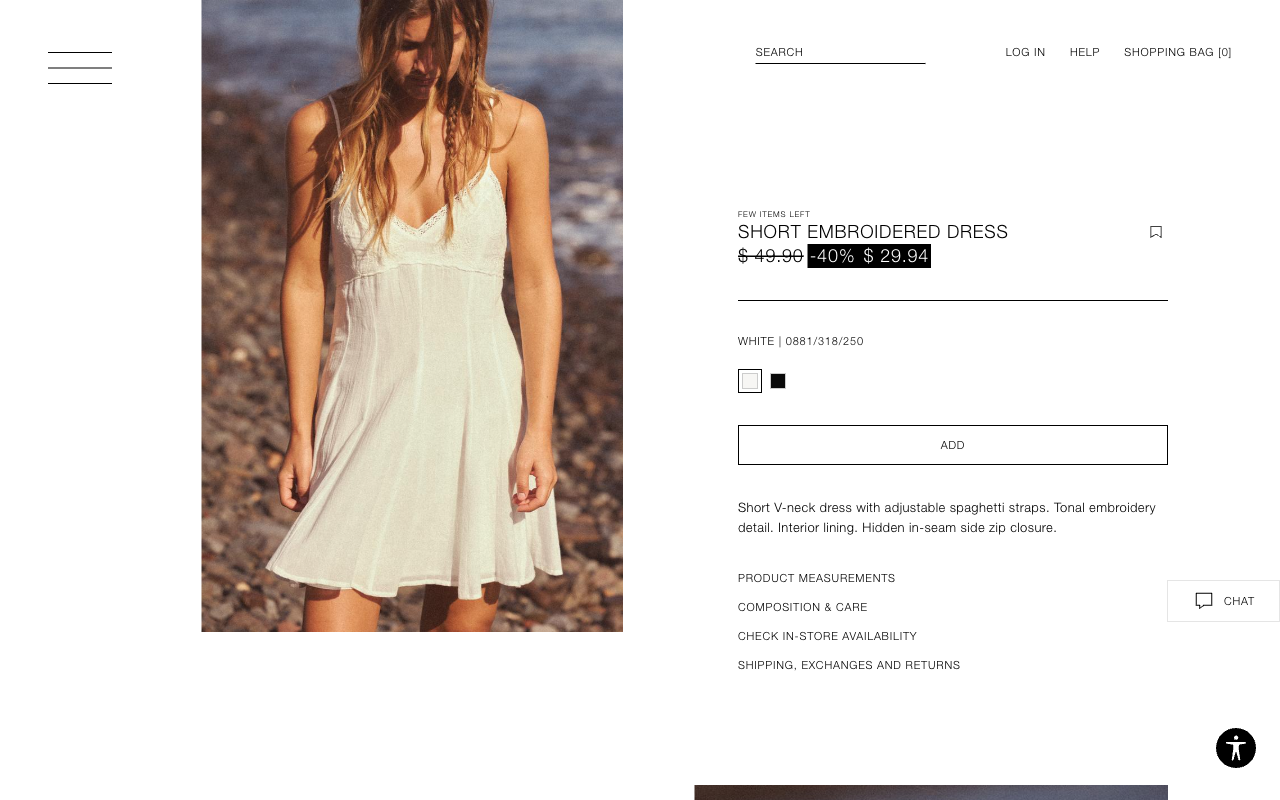 SEARCH
LOG IN
HELP
SHOPPING BAG [0]
FEW ITEMS LEFT
SHORT EMBROIDERED DRESS
$ 49.90 -40% $ 29.94
WHITE | 0881/318/250
ADD
Short V-neck dress with adjustable spaghetti straps. Tonal embroidery
detail. Interior lining. Hidden in-seam side zip closure.
PRODUCT MEASUREMENTS
COMPOSITION & CARE
CHECK IN-STORE AVAILABILITY
SHIPPING, EXCHANGES AND RETURNS
CHAT